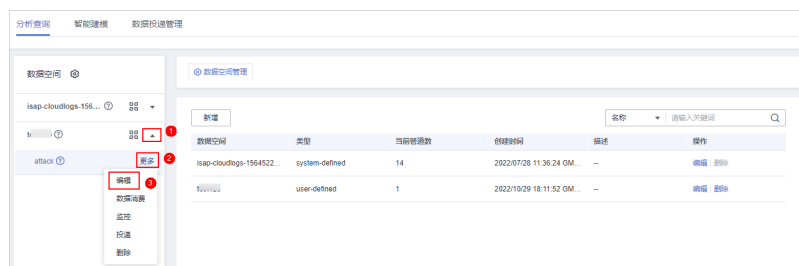 分析查询 智能建模 数据投递管理
数据空间
数据空间管理
isap-cloudlogs-156...
新增
名称 请输入关键词
1
数据空间 类型 当前管道数 创建时间 描述 操作
attack 更多 2
isap-cloudlogs-1564522... system-defined 14 2022/07/28 11:36:24 GM... -- 编辑 删除
编辑 3
user-defined 1 2022/10/29 18:11:52 GM... -- 编辑 删除
数据消费
监控
投递
删除